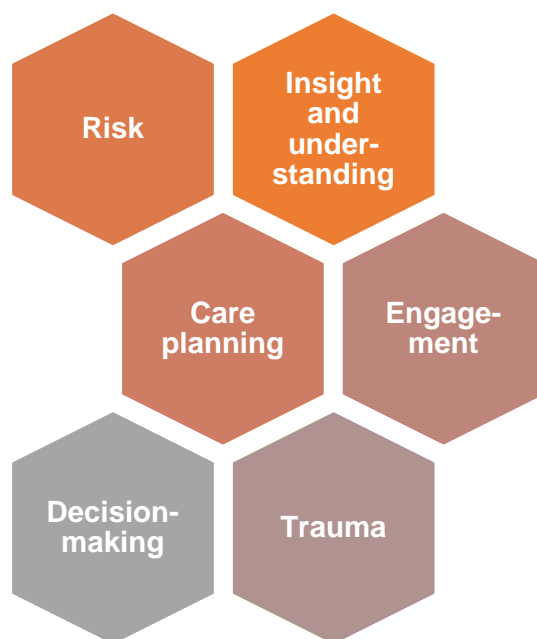 Risk
Insight
and
under-
standing
Care
planning
Engage-
ment
Decision-
making
Trauma